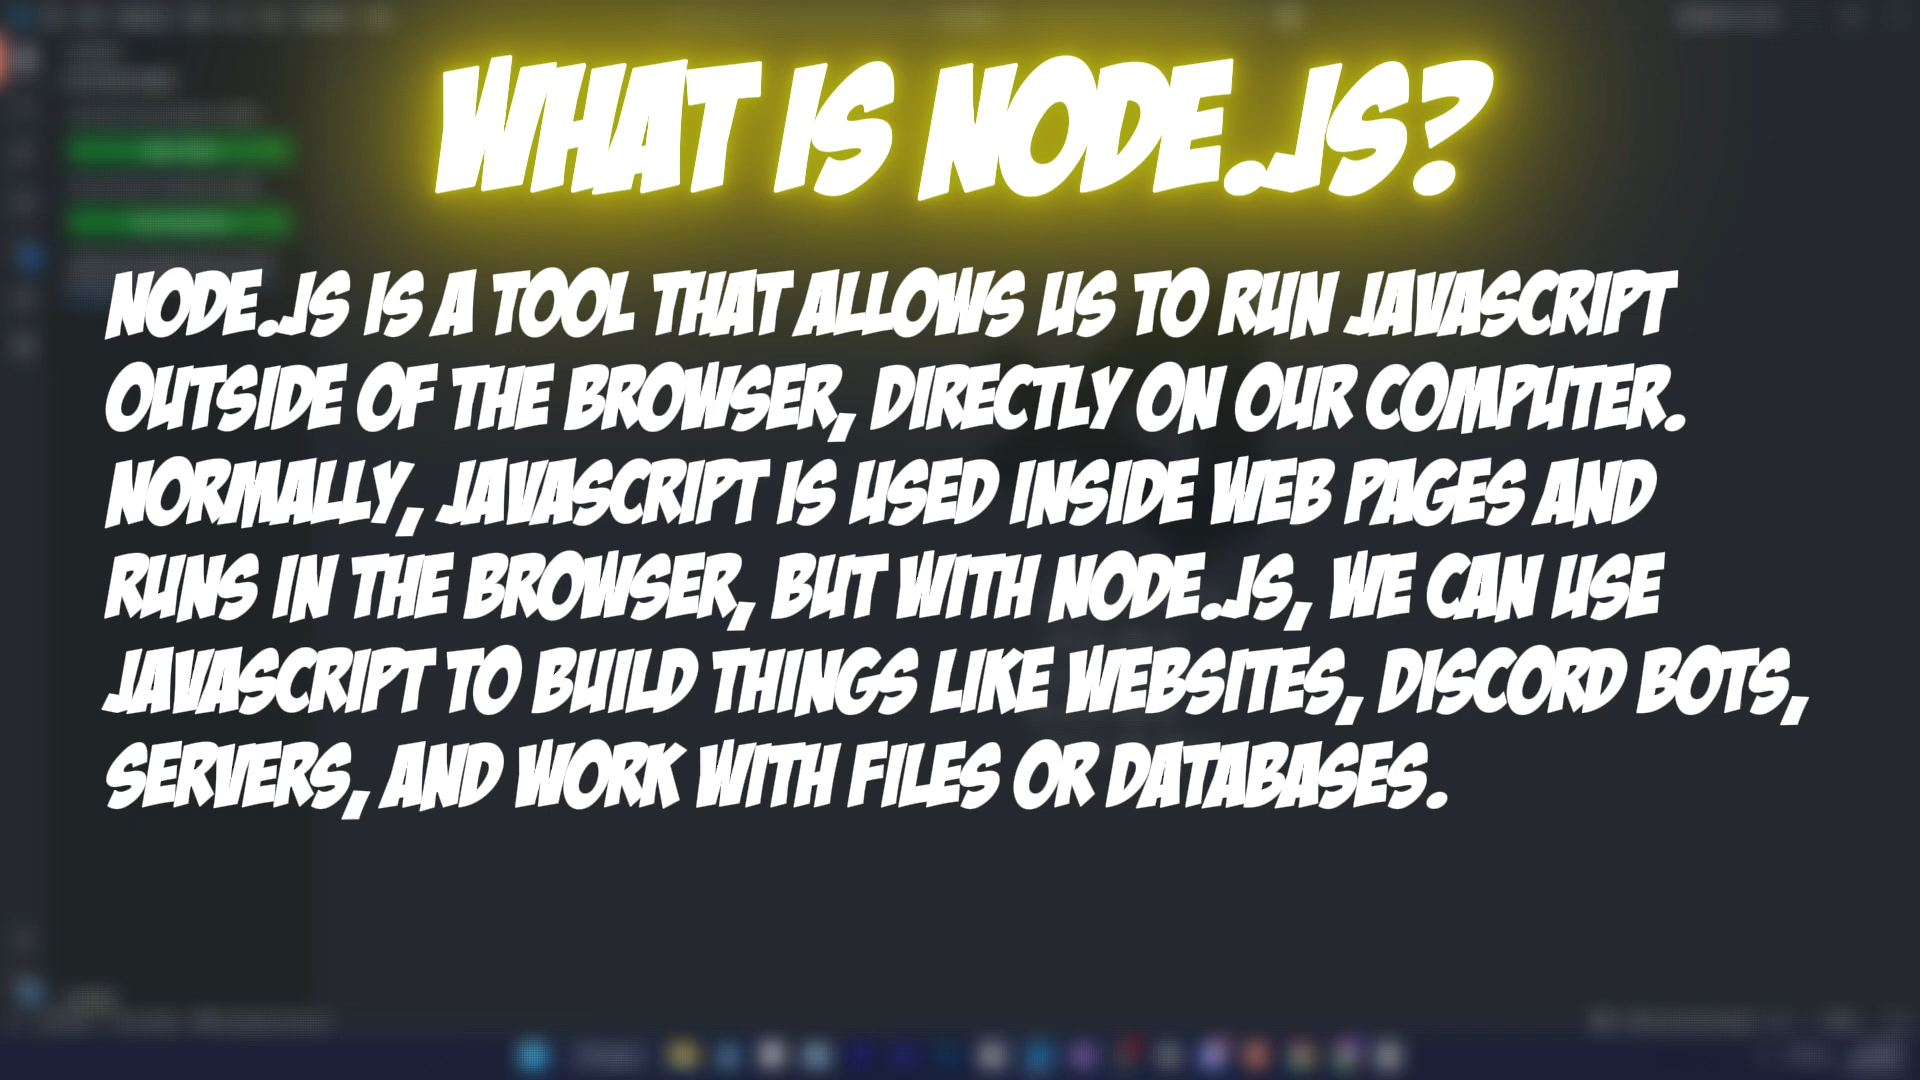 WHAT IS NODE.JS?
NODE.JS IS A TOOL THAT ALLOWS US TO RUN JAVASCRIPT
OUTSIDE OF THE BROWSER, DIRECTLY ON OUR COMPUTER.
NORMALLY, JAVASCRIPT IS USED INSIDE WEB PAGES AND
RUNS IN THE BROWSER, BUT WITH NODE.JS, WE CAN USE
JAVASCRIPT TO BUILD THINGS LIKE WEBSITES, DISCORD BOTS,
SERVERS, AND WORK WITH FILES OR DATABASES.